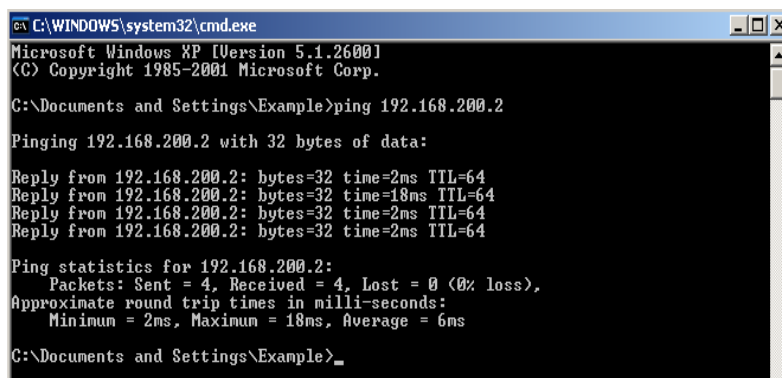 C:\WINDOWS\system32\cmd.exe
Microsoft Windows XP [Version 5.1.2600]
(C) Copyright 1985-2001 Microsoft Corp.
C:\Documents and Settings\Example>ping 192.168.200.2
Pinging 192.168.200.2 with 32 bytes of data:
Reply from 192.168.200.2: bytes=32 time=2ms TTL=64
Reply from 192.168.200.2: bytes=32 time=18ms TTL=64
Reply from 192.168.200.2: bytes=32 time=2ms TTL=64
Reply from 192.168.200.2: bytes=32 time=2ms TTL=64
Ping statistics for 192.168.200.2:
Packets: Sent = 4, Received = 4, Lost = 0 (0% loss),
Approximate round trip times in milli-seconds:
Minimum = 2ms, Maximum = 18ms, Average = 6ms
C:\Documents and Settings\Example>_